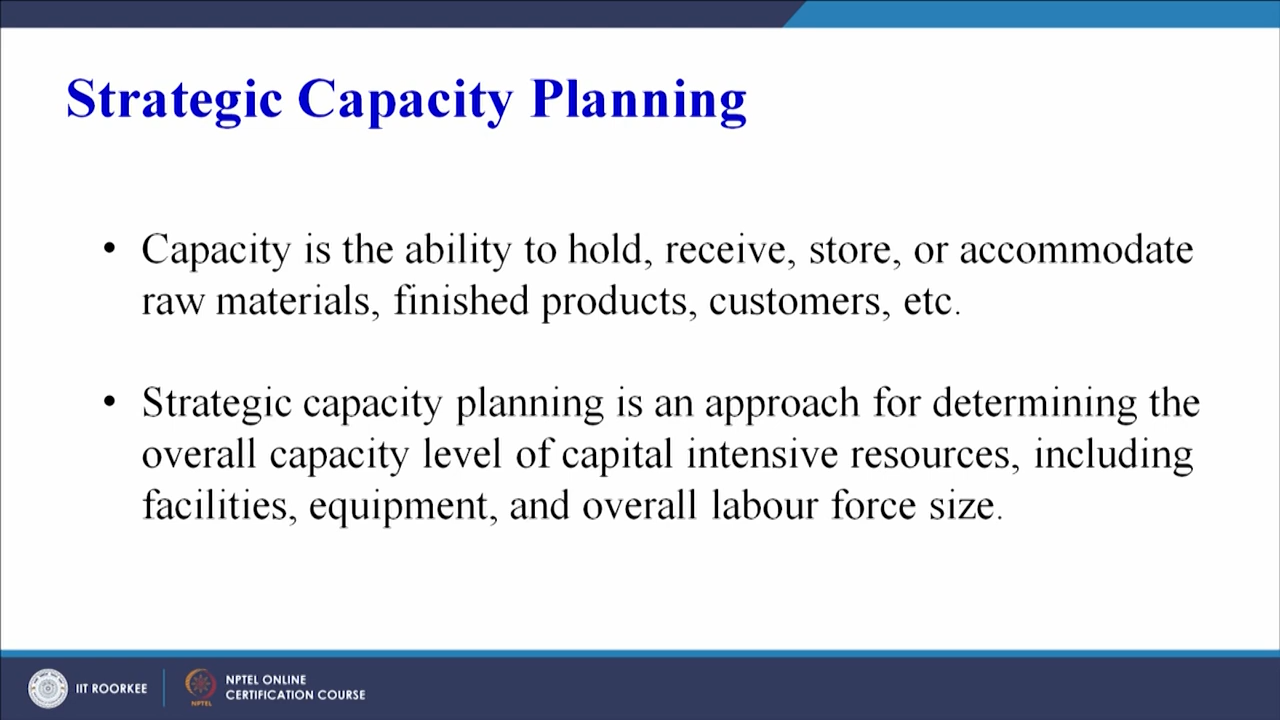 Strategic Capacity Planning
• Capacity is the ability to hold, receive, store, or accommodate
raw materials, finished products, customers, etc.
• Strategic capacity planning is an approach for determining the
overall capacity level of capital intensive resources, including
facilities, equipment, and overall labour force size.
IIT ROORKEE
NPTEL
NPTEL ONLINE
CERTIFICATION COURSE